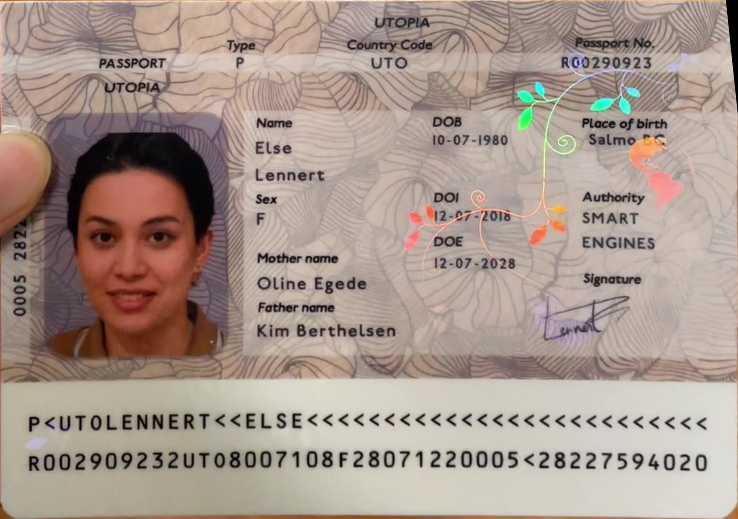 UTOPIA
Type Country Code Passport No.
PASSPORT P UTO R00290923
UTOPIA
Name DOB Place of birth
Else 10-07-1980 Salmo BC
Lennert
Sex DOI Authority
F 12-07-2018 SMART
DOE ENGINES
Mother name 12-07-2028
Oline Egede Signature
Father name
Kim Berthelsen Lennert
0005 2822
P<UTOLENNERT<<ELSE<<<<<<<<<<<<<<<<<<<<<<<<<<
R002909232UTO8007108F28071220005<28227594020